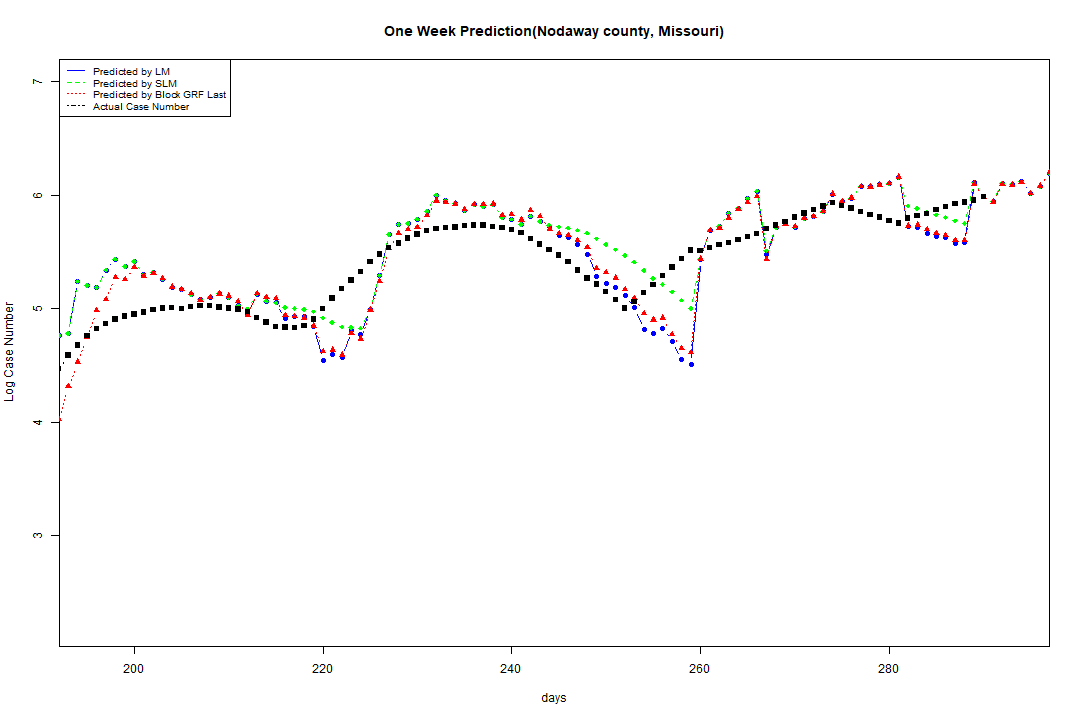 One Week Prediction(Nodaway county, Missouri)
Predicted by LM
Predicted by SLM
Predicted by Block GRF Last
Actual Case Number
7
6
5
4
3
Log Case Number
200 220 240 260 280
days